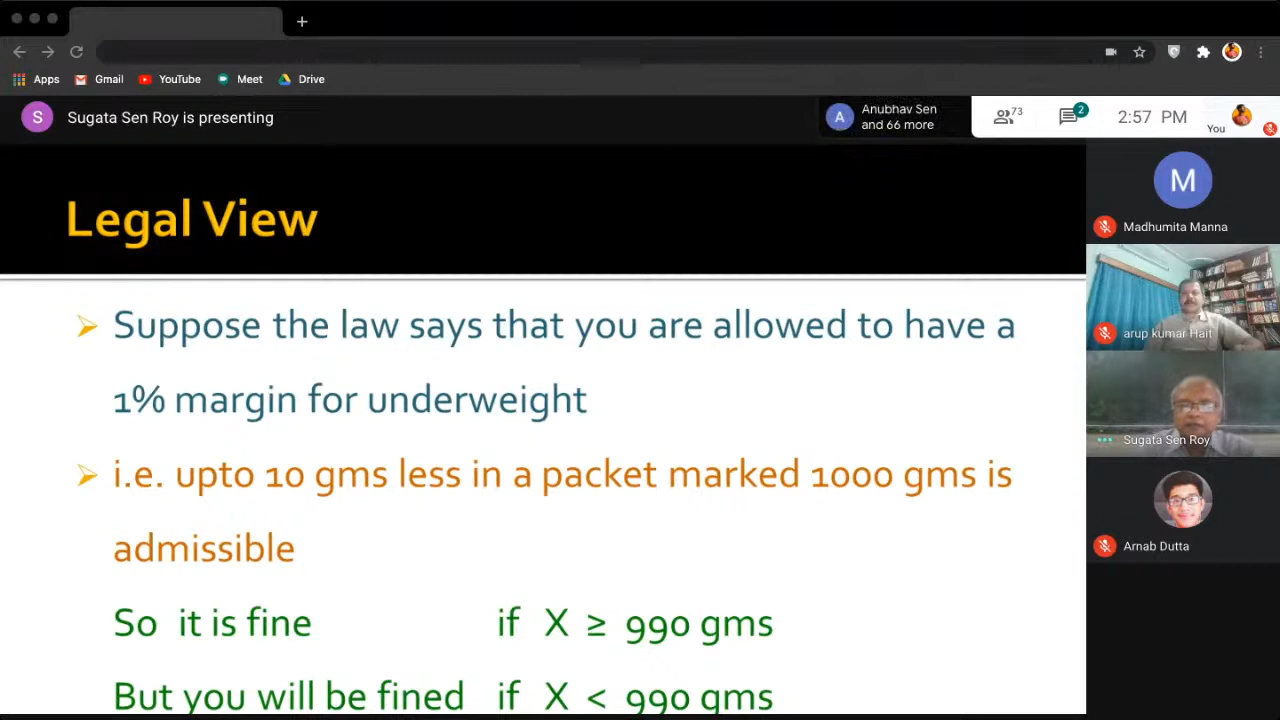 Apps Gmail YouTube Meet Drive
S Sugata Sen Roy is presenting
A Anubhav Sen
and 66 more
73 2 2:57 PM
You
Legal View
M
Madhumita Manna
arup kumar Hait
Sugata Sen Roy
Arnab Dutta
Suppose the law says that you are allowed to have a
1% margin for underweight
i.e. upto 10 gms less in a packet marked 1000 gms is
admissible
So it is fine if X ≥ 990 gms
But you will be fined if X < 990 gms